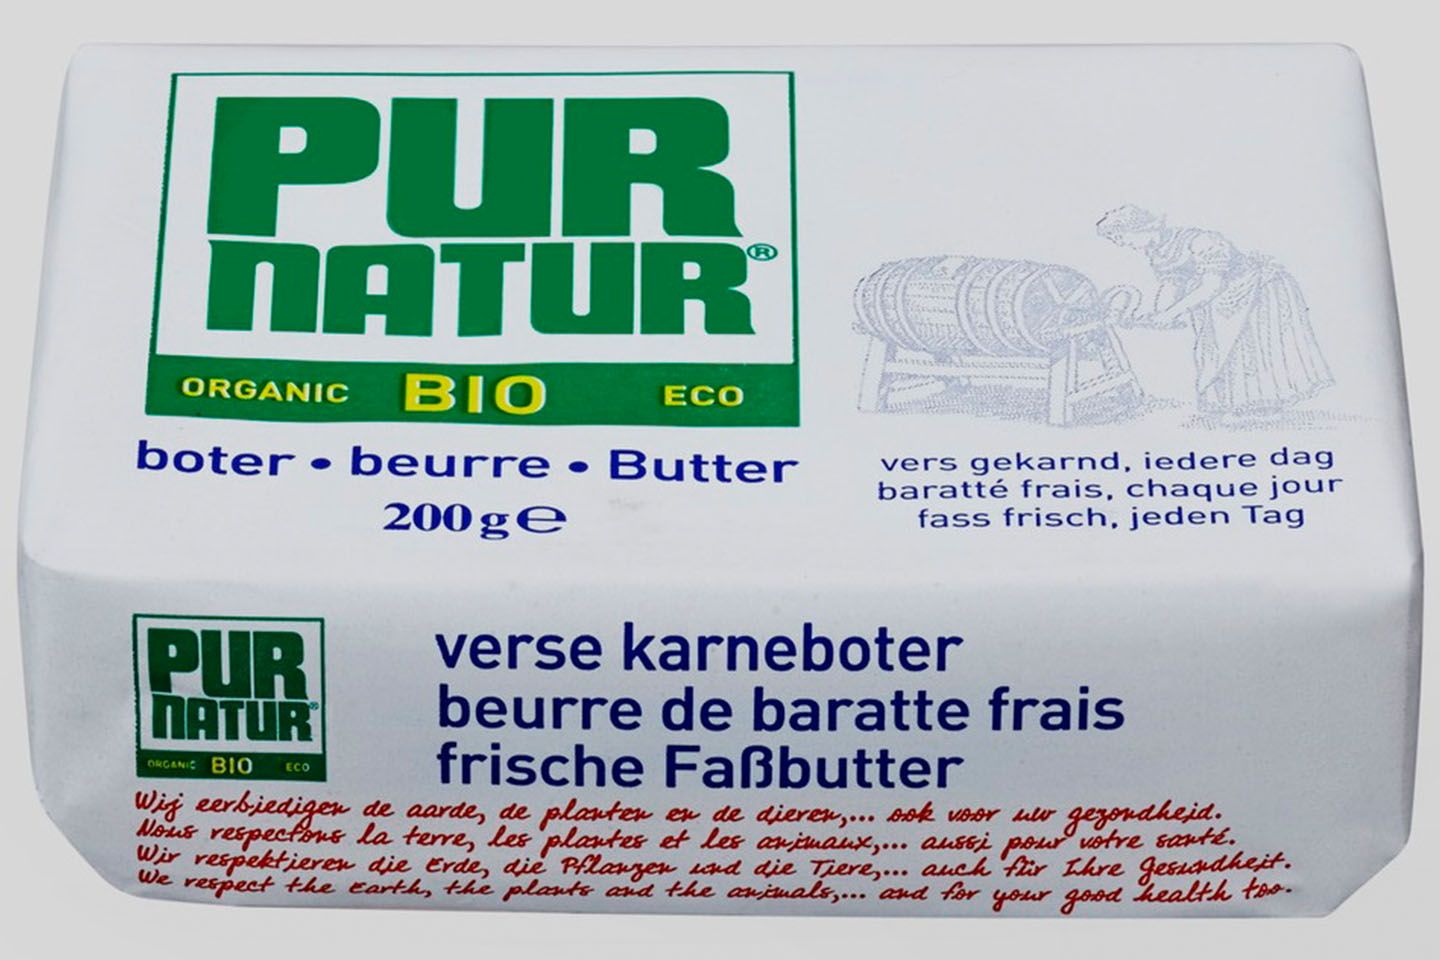 PUR
NATUR®
ORGANIC BIO ECO
boter • beurre • Butter
200 g ℮
vers gekarnd, iedere dag
baratté frais, chaque jour
fass frisch, jeden Tag
PUR
NATUR®
ORGANIC BIO ECO
verse karneboter
beurre de baratte frais
frische Faßbutter
Wij eerbiedigen de aarde, de planten en de dieren,... ook voor uw gezondheid.
Nous respectons la terre, les plantes et les animaux,... aussi pour votre santé.
Wir respektieren die Erde, die Pflanzen und die Tiere,... auch für Ihre Gesundheit.
We respect the Earth, the plants and the animals,... and for your good health too.